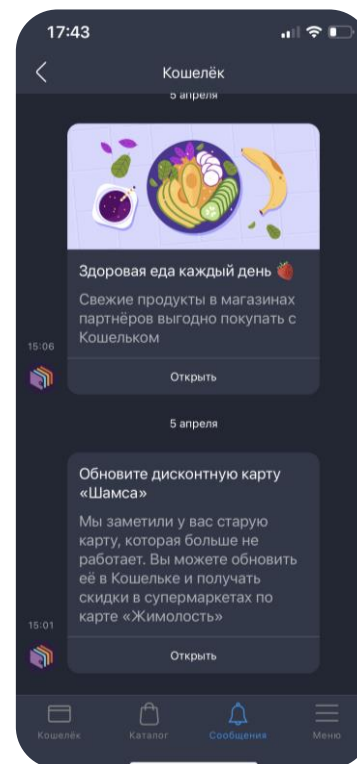 17:43
Кошелёк
5 апреля
Здоровая еда каждый день
Свежие продукты в магазинах
партнёров выгодно покупать с
Кошельком
15:06
Открыть
5 апреля
Обновите дисконтную карту
«Шамса»
Мы заметили у вас старую
карту, которая больше не
работает. Вы можете обновить
её в Кошельке и получать
скидки в супермаркетах по
карте «Жимолость»
15:01
Открыть
Кошелёк
Каталог
Сообщения
Меню